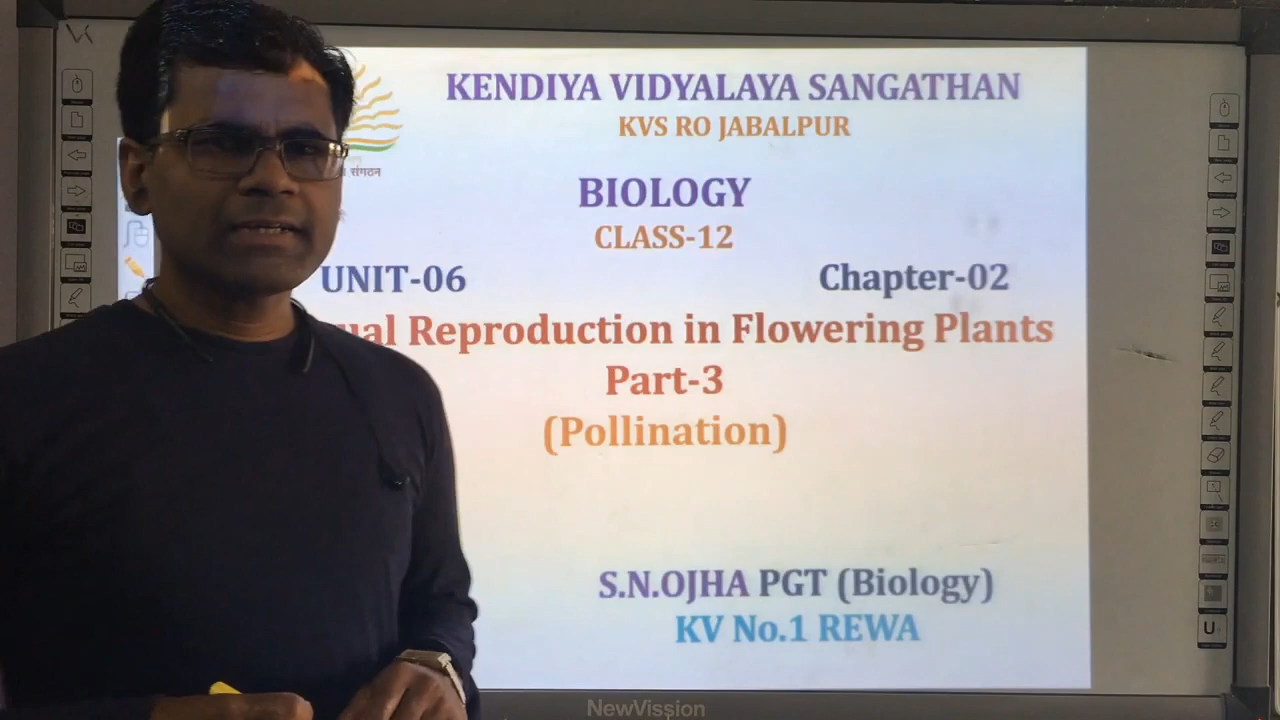 KENDIYA VIDYALAYA SANGATHAN
KVS RO JABALPUR
संगठन
BIOLOGY
CLASS-12
UNIT-06 Chapter-02
ual Reproduction in Flowering Plants
Part-3
(Pollination)
S.N.OJHA PGT (Biology)
KV No.1 REWA
NewVission